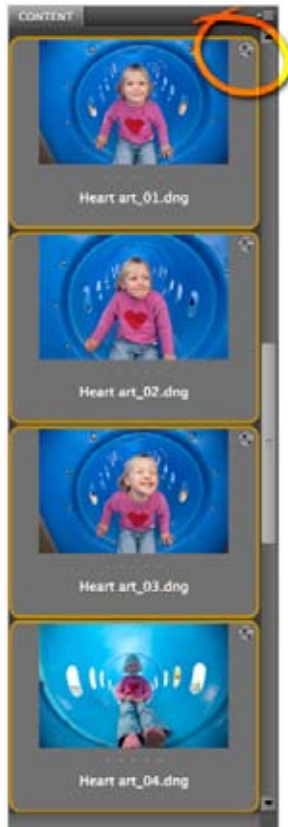 CONTENT
Heart art_01.dng
Heart art_02.dng
Heart art_03.dng
Heart art_04.dng